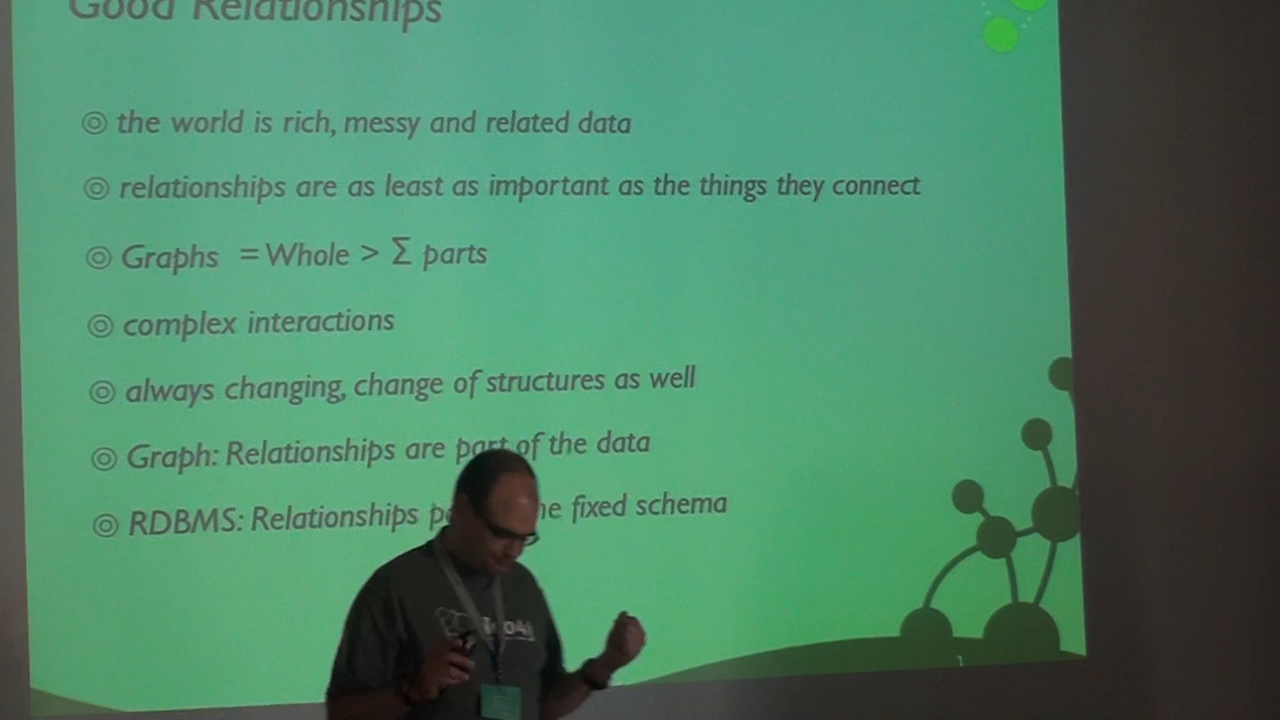 Good Relationships
the world is rich, messy and related data
relationships are as least as important as the things they connect
Graphs = Whole > Σ parts
complex interactions
always changing, change of structures as well
Graph: Relationships are part of the data
RDBMS: Relationships fixed schema
1